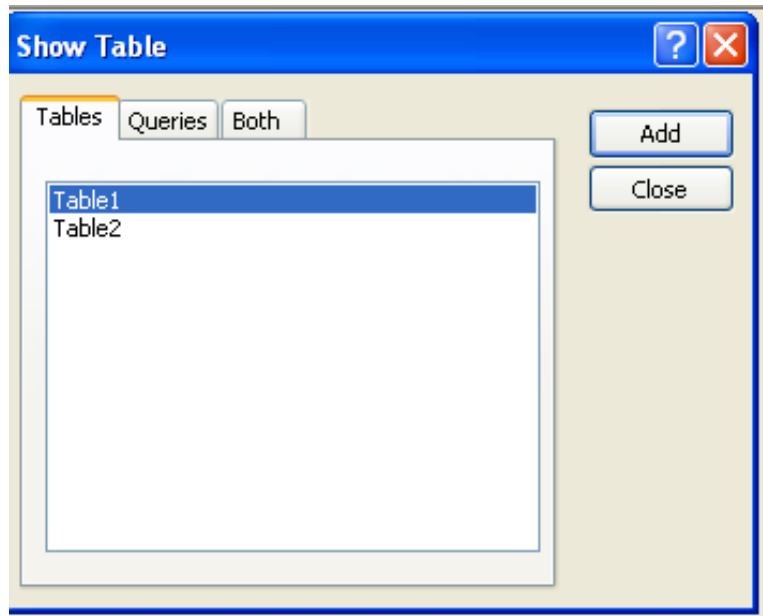 Show Table
?
Tables Queries Both
Add
Close
Table1
Table2